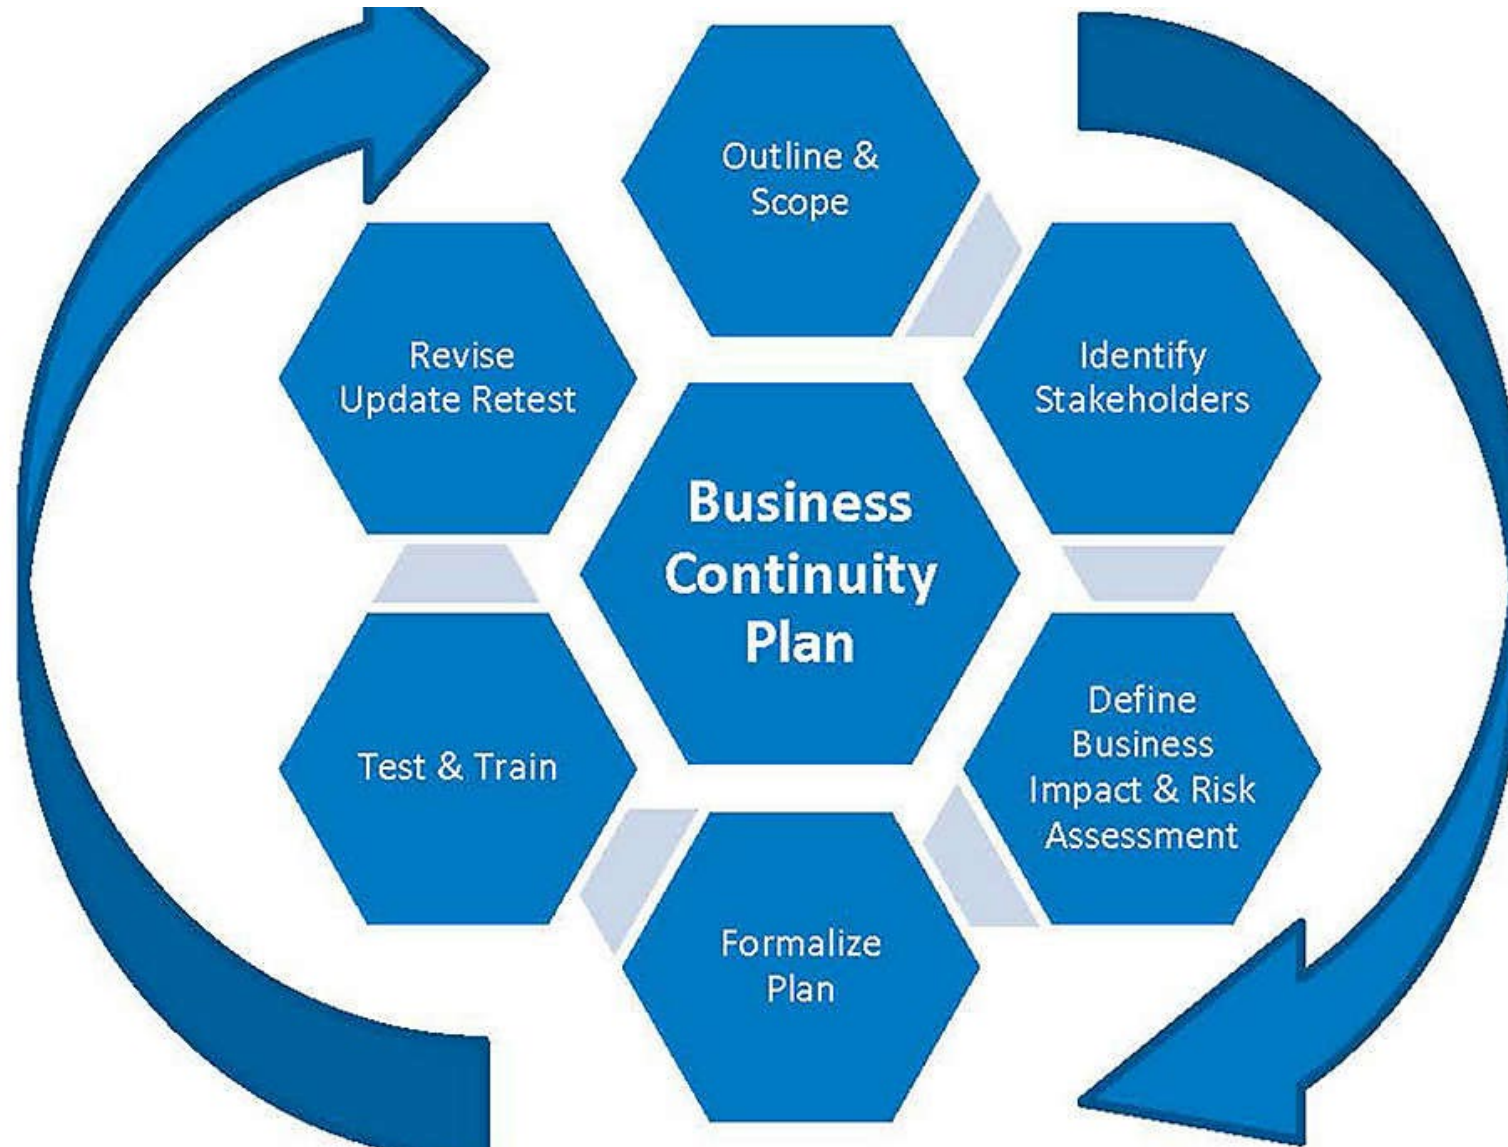 Outline &
Scope
Identify
Stakeholders
Define
Business
Impact & Risk
Assessment
Formalize
Plan
Test & Train
Revise
Update Retest
Business
Continuity
Plan